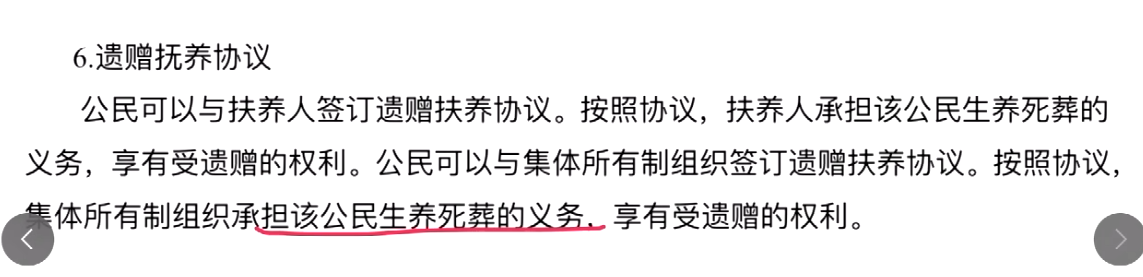 6.遗赠抚养协议
公民可以与扶养人签订遗赠扶养协议。按照协议，扶养人承担该公民生养死葬的
义务，享有受遗赠的权利。公民可以与集体所有制组织签订遗赠扶养协议。按照协议，
集体所有制组织承担该公民生养死葬的义务，享有受遗赠的权利。